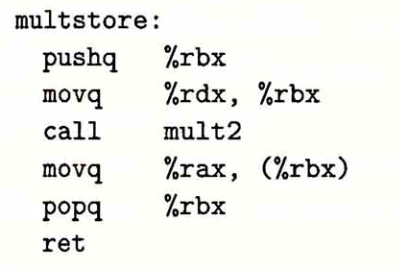 multstore:
pushq %rbx
movq %rdx, %rbx
call mult2
movq %rax, (%rbx)
popq %rbx
ret